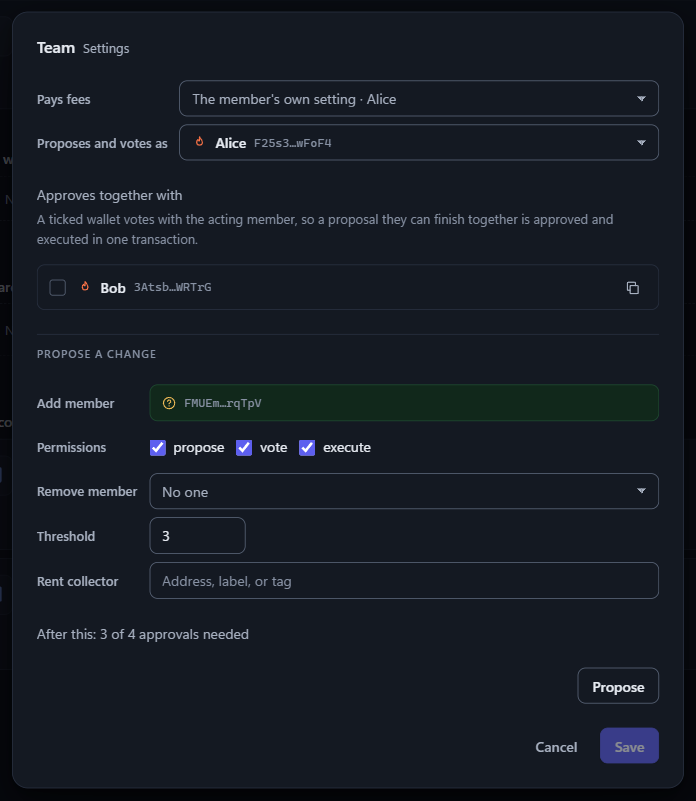 Team Settings
Pays fees The member's own setting · Alice
Proposes and votes as Alice F25s3…wFoF4
Approves together with
A ticked wallet votes with the acting member, so a proposal they can finish together is approved and
executed in one transaction.
Bob 3Atsb…WRTrG
PROPOSE A CHANGE
Add member FMUEm…rqTpV
Permissions propose vote execute
Remove member No one
Threshold 3
Rent collector Address, label, or tag
After this: 3 of 4 approvals needed
Propose
Cancel Save